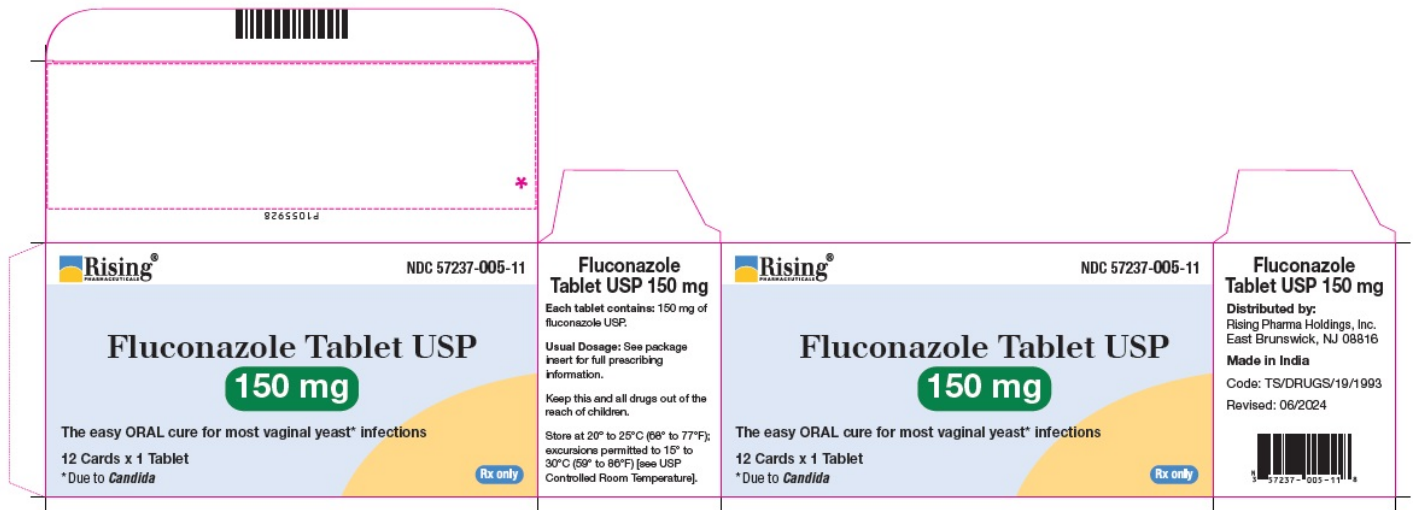 *
P1055928
Rising®
PHARMACEUTICALS
NDC 57237-005-11
Fluconazole Tablet USP
150 mg
The easy ORAL cure for most vaginal yeast* infections
12 Cards x 1 Tablet
*Due to Candida
Rx only
Fluconazole
Tablet USP 150 mg
Each tablet contains: 150 mg of
fluconazole USP.
Usual Dosage: See package
insert for full prescribing
information.
Keep this and all drugs out of the
reach of children.
Store at 20° to 25°C (68° to 77°F);
excursions permitted to 15° to
30°C (59° to 86°F) [see USP
Controlled Room Temperature].
Rising®
PHARMACEUTICALS
NDC 57237-005-11
Fluconazole Tablet USP
150 mg
The easy ORAL cure for most vaginal yeast* infections
12 Cards x 1 Tablet
*Due to Candida
Rx only
Fluconazole
Tablet USP 150 mg
Distributed by:
Rising Pharma Holdings, Inc.
East Brunswick, NJ 08816
Made in India
Code: TS/DRUGS/19/1993
Revised: 06/2024
N
3 57237-005-11 8